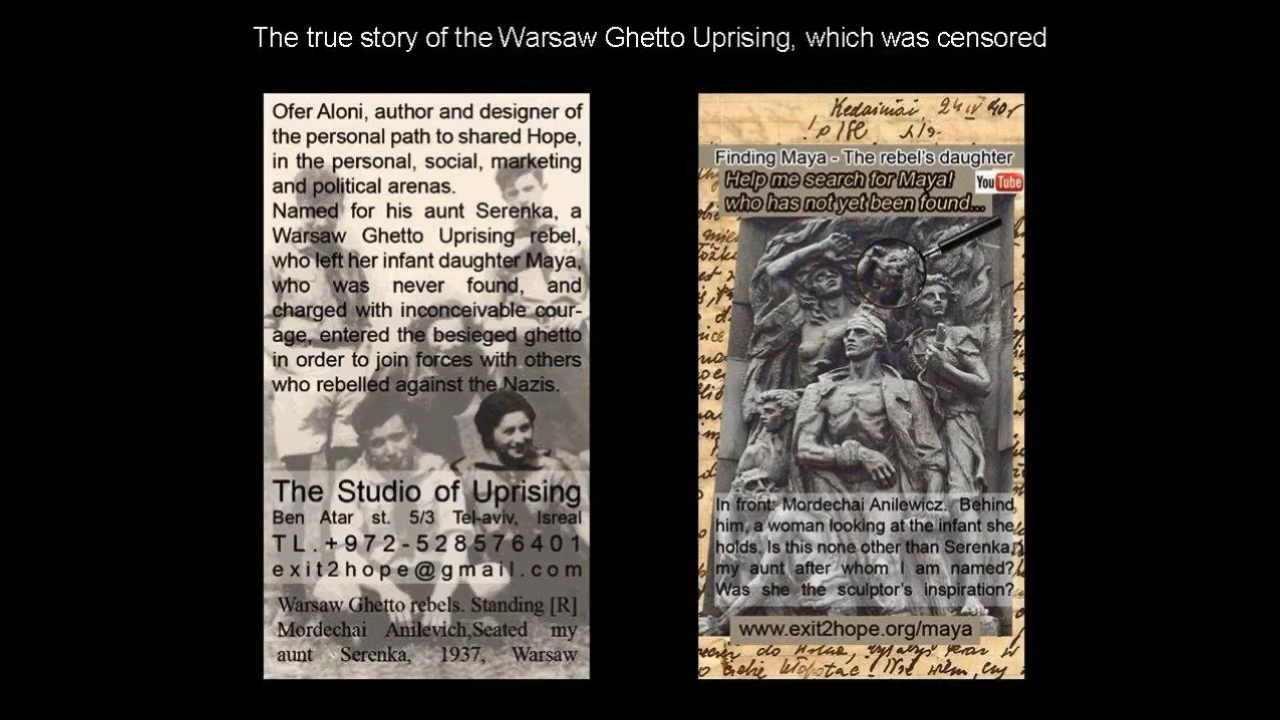 The true story of the Warsaw Ghetto Uprising, which was censored
Ofer Aloni, author and designer of
the personal path to shared Hope,
in the personal, social, marketing
and political arenas.
Named for his aunt Serenka, a
Warsaw Ghetto Uprising rebel,
who left her infant daughter Maya,
who was never found, and
charged with inconceivable cour-
age, entered the besieged ghetto
in order to join forces with others
who rebelled against the Nazis.
The Studio of Uprising
Ben Atar st. 5/3 Tel-aviv, Isreal
TL.+972-528576401
exit2hope@gmail.com
Warsaw Ghetto rebels. Standing [R]
Mordechai Anilevich,Seated my
aunt Serenka, 1937, Warsaw
Kedainiai, 24 IV 40r
Finding Maya - The rebel's daughter
Help me search for Maya!
You Tube
who has not yet been found...
In front: Mordechai Anilewicz. Behind
him, a woman looking at the infant she
holds. Is this none other than Serenka,
my aunt after whom I am named?
Was she the sculptor's inspiration?
www.exit2hope.org/maya